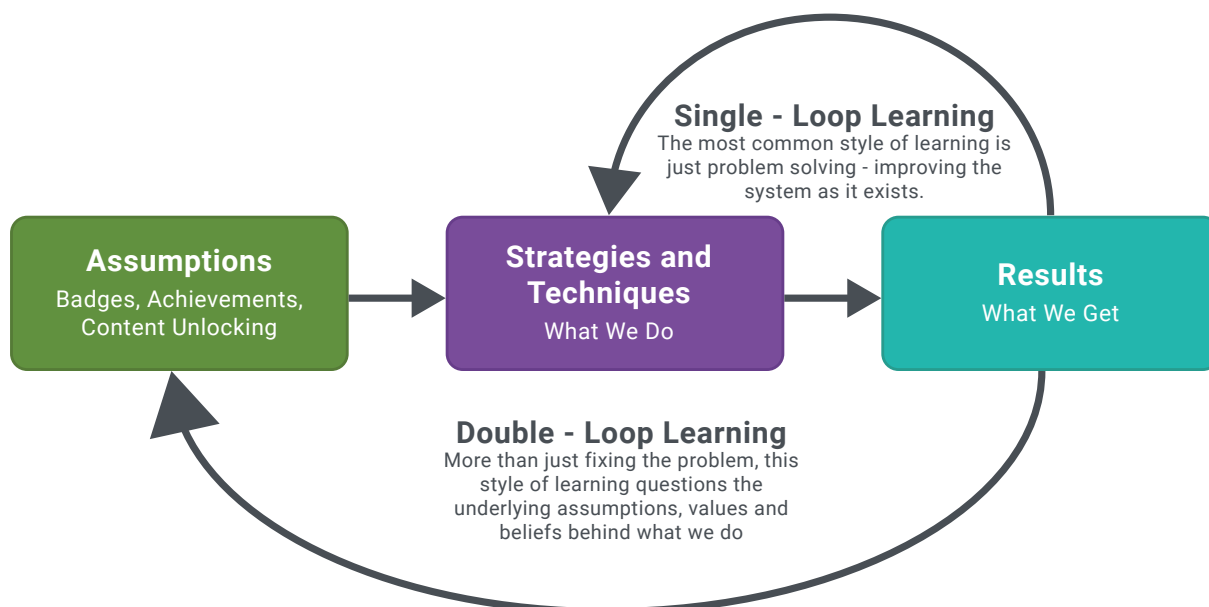 Single - Loop Learning
The most common style of learning is
just problem solving - improving the
system as it exists.
Assumptions
Badges, Achievements,
Content Unlocking
Strategies and
Techniques
What We Do
Results
What We Get
Double - Loop Learning
More than just fixing the problem, this
style of learning questions the
underlying assumptions, values and
beliefs behind what we do